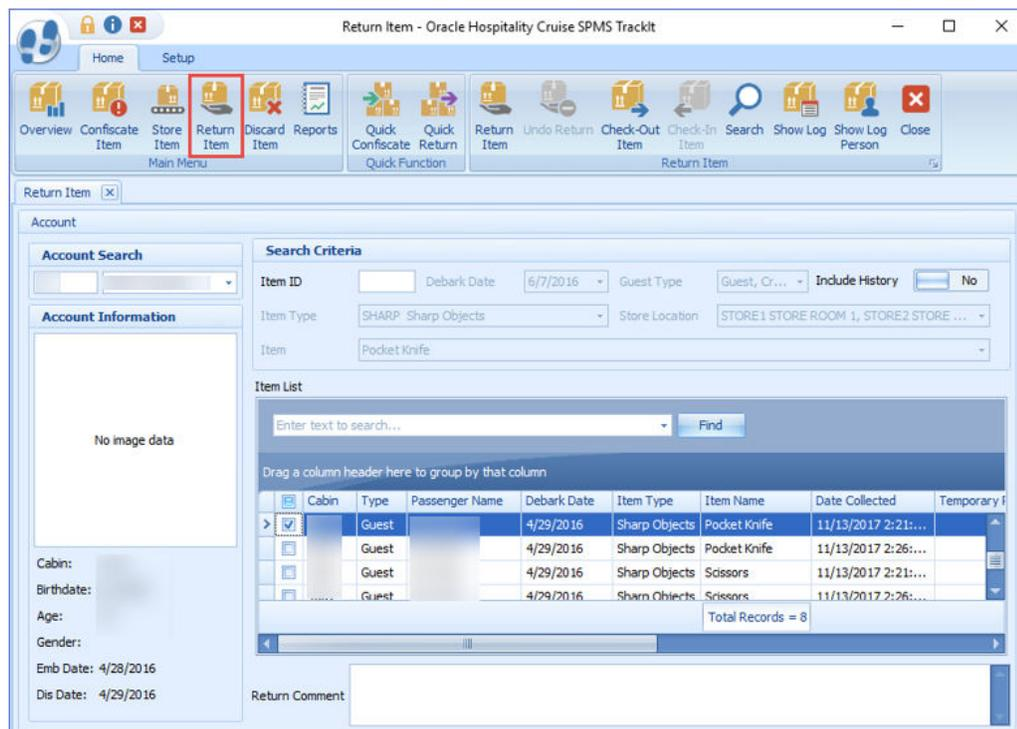 Return Item - Oracle Hospitality Cruise SPMS TrackIt
Home Setup
Overview Confiscate Item Store Item Return Item Discard Item Reports Quick Confiscate Quick Return Return Item Undo Return Check-Out Item Check-In Item Search Show Log Show Log Person Close
Main Menu Quick Function Return Item
Return Item
Account
Account Search
Search Criteria
Item ID Debark Date 6/7/2016 Guest Type Guest, Cr... Include History No
Account Information
Item Type SHARP Sharp Objects Store Location STORE1 STORE ROOM 1, STORE2 STORE ...
Item Pocket Knife
Item List
No image data
Enter text to search... Find
Drag a column header here to group by that column
Cabin Type Passenger Name Debark Date Item Type Item Name Date Collected Temporary
Guest 4/29/2016 Sharp Objects Pocket Knife 11/13/2017 2:21:...
Guest 4/29/2016 Sharp Objects Pocket Knife 11/13/2017 2:26:...
Guest 4/29/2016 Sharp Objects Scissors 11/13/2017 2:21:...
Guest 4/29/2016 Sharp Objects Scissors 11/13/2017 2:26:...
Total Records = 8
Cabin:
Birthdate:
Age:
Gender:
Emb Date: 4/28/2016
Dis Date: 4/29/2016
Return Comment